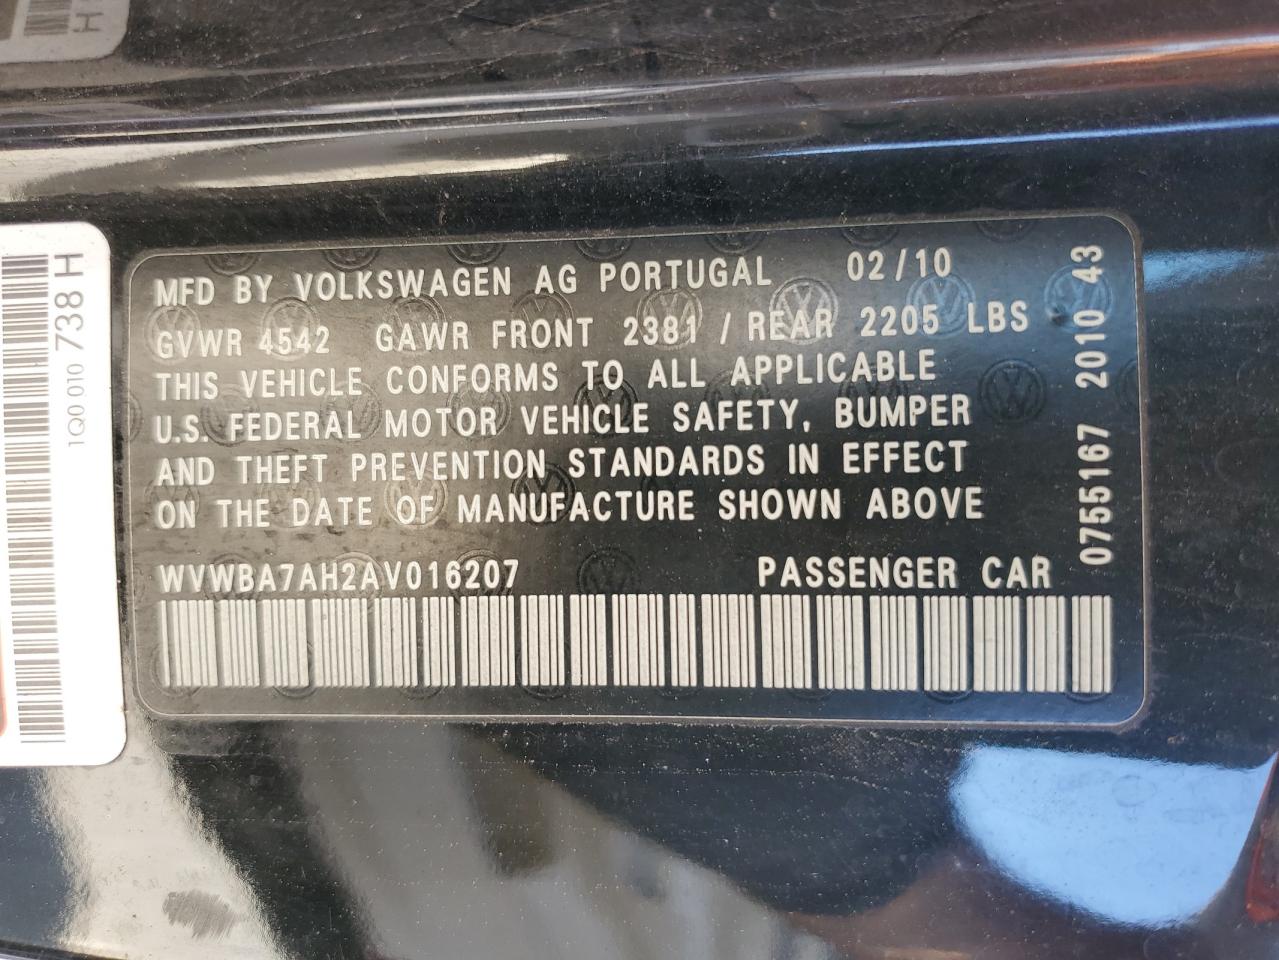 MFD BY VOLKSWAGEN AG PORTUGAL 02/10
GVWR 4542 GAWR FRONT 2381 / REAR 2205 LBS
THIS VEHICLE CONFORMS TO ALL APPLICABLE
U.S. FEDERAL MOTOR VEHICLE SAFETY, BUMPER
AND THEFT PREVENTION STANDARDS IN EFFECT
ON THE DATE OF MANUFACTURE SHOWN ABOVE
WVWBA7AH2AV016207 PASSENGER CAR
0755167 2010 43
1Q0 010 738 H
H